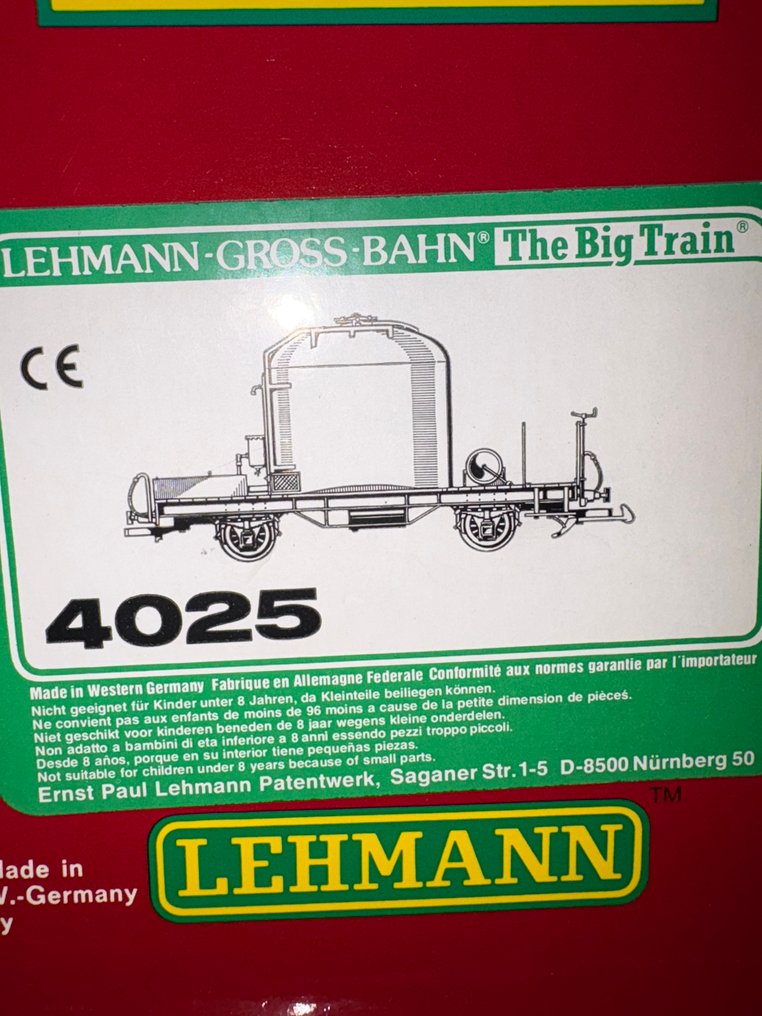 LEHMANN-GROSS-BAHN® The Big Train®
CE
4025
Made in Western Germany Fabrique en Allemagne Federale Conformité aux normes garantie par l'importateur
Nicht geeignet für Kinder unter 8 Jahren, da Kleinteile beiliegen können.
Ne convient pas aux enfants de moins de 96 mois a cause de la petite dimension de pièces.
Niet geschikt voor kinderen beneden de 8 jaar wegens kleine onderdelen.
Non adatto a bambini di eta inferiore a 8 anni essendo pezzi troppo piccoli.
Desde 8 años, porque en su interior tiene pequeñas piezas.
Not suitable for children under 8 years because of small parts.
Ernst Paul Lehmann Patentwerk, Saganer Str. 1-5 D-8500 Nürnberg 50
LEHMANN TM
in
-Germany